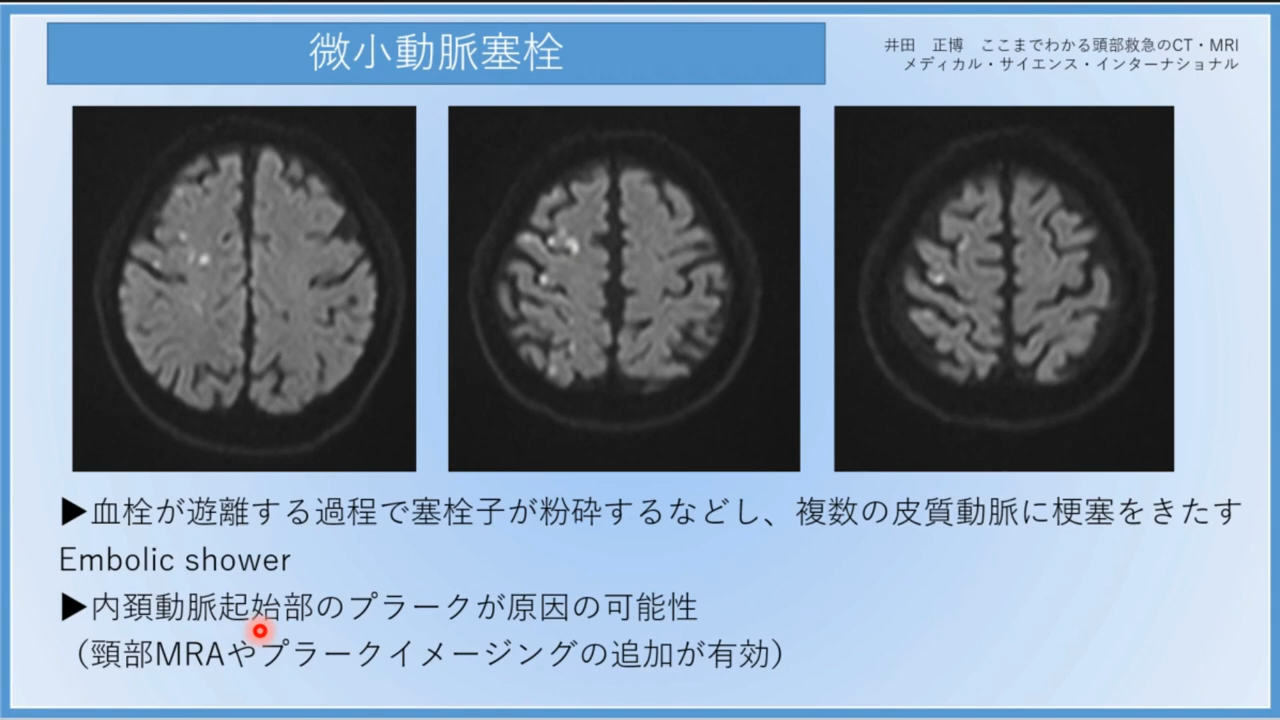 微小動脈塞栓
井田 正博 ここまでわかる頭部救急のCT・MRI
メディカル・サイエンス・インターナショナル
▶血栓が遊離する過程で塞栓子が粉砕するなどし、複数の皮質動脈に梗塞をきたす
Embolic shower
▶内頚動脈起始部のプラークが原因の可能性
（頸部MRAやプラークイメージングの追加が有効）